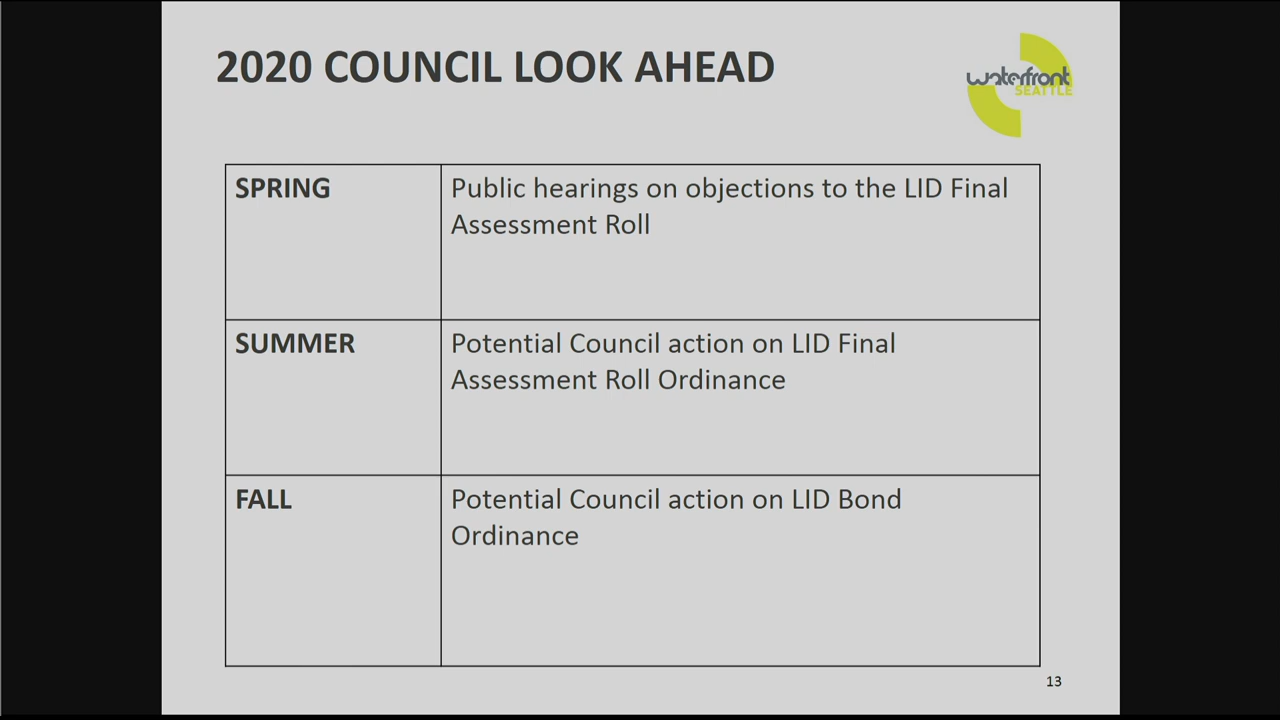 2020 COUNCIL LOOK AHEAD
waterfront
SEATTLE
SPRING
Public hearings on objections to the LID Final
Assessment Roll
SUMMER
Potential Council action on LID Final
Assessment Roll Ordinance
FALL
Potential Council action on LID Bond
Ordinance
13